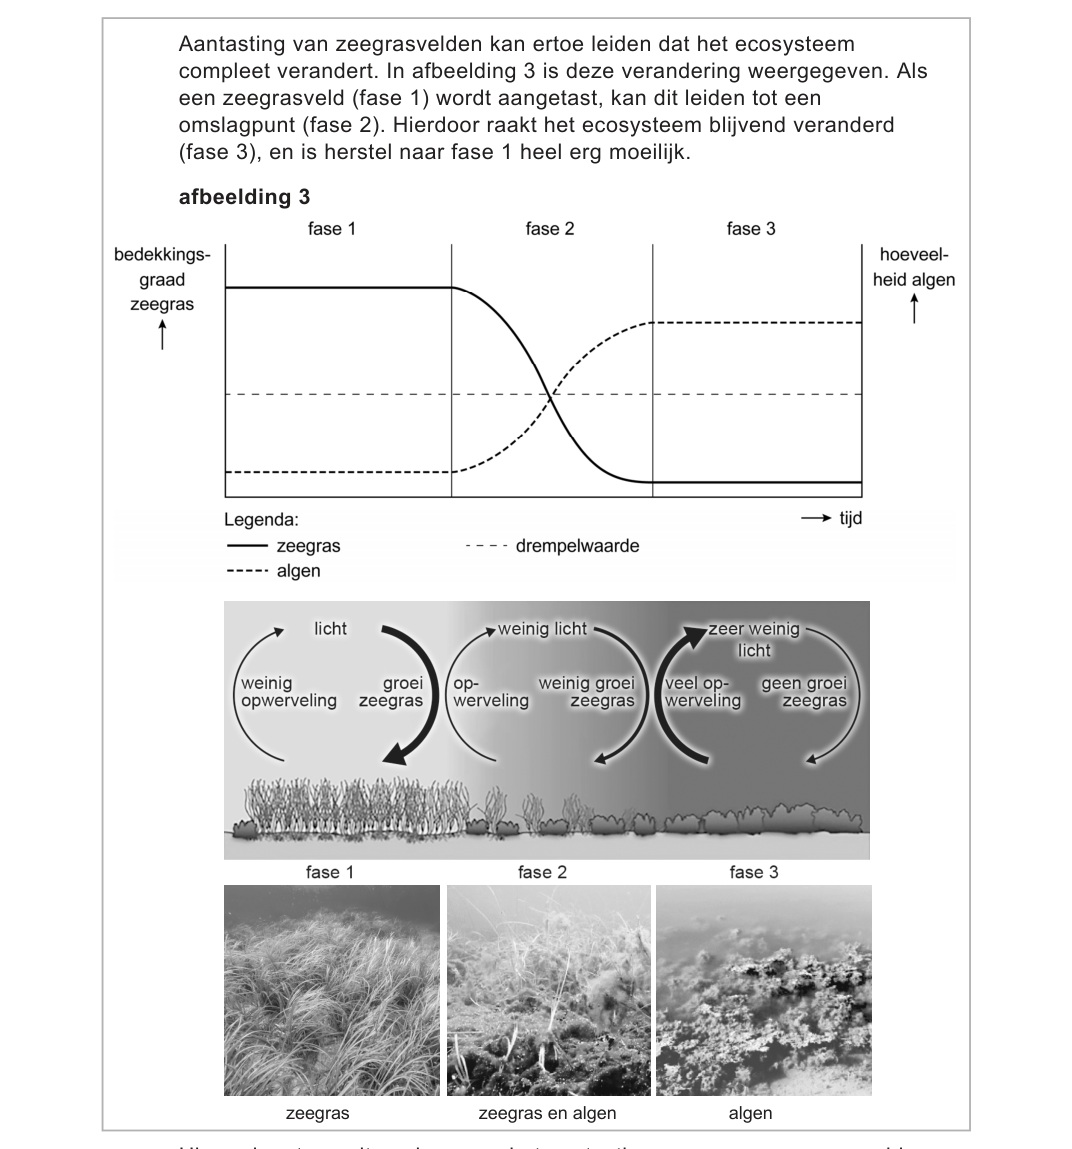 Aantasting van zeegrasvelden kan ertoe leiden dat het ecosysteem
compleet verandert. In afbeelding 3 is deze verandering weergegeven. Als
een zeegrasveld (fase 1) wordt aangetast, kan dit leiden tot een
omslagpunt (fase 2). Hierdoor raakt het ecosysteem blijvend veranderd
(fase 3), en is herstel naar fase 1 heel erg moeilijk.
afbeelding 3
fase 1 fase 2 fase 3
bedekkings-
graad
zeegras
hoeveel-
heid algen
tijd
Legenda:
zeegras
drempelwaarde
algen
licht
weinig
opwerveling
groei
zeegras
weinig licht
op-
werveling
weinig groei
zeegras
zeer weinig
licht
veel op-
werveling
geen groei
zeegras
fase 1 fase 2 fase 3
zeegras zeegras en algen algen